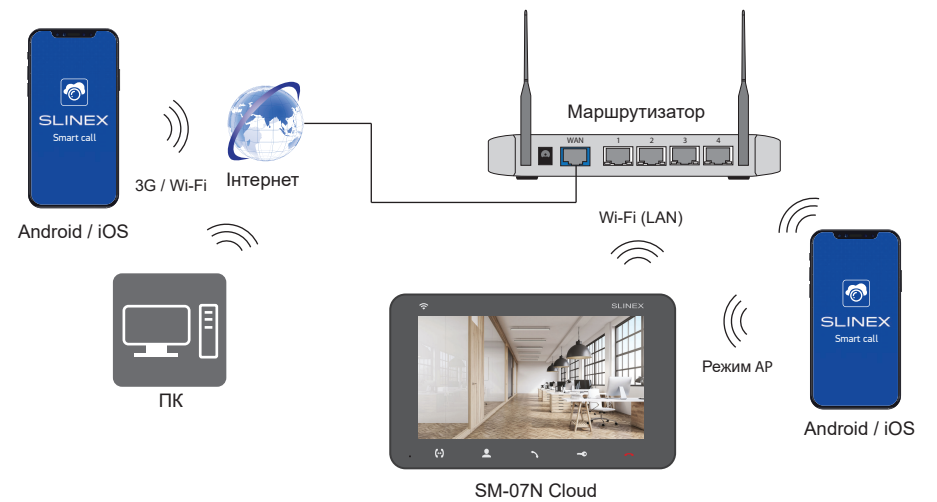 SLINEX
Smart call
3G / Wi-Fi
Інтернет
Android / iOS
Маршрутизатор
WAN
1
2
3
4
Wi-Fi (LAN)
ПК
SLINEX
SM-07N Cloud
Режим AP
SLINEX
Smart call
Android / iOS